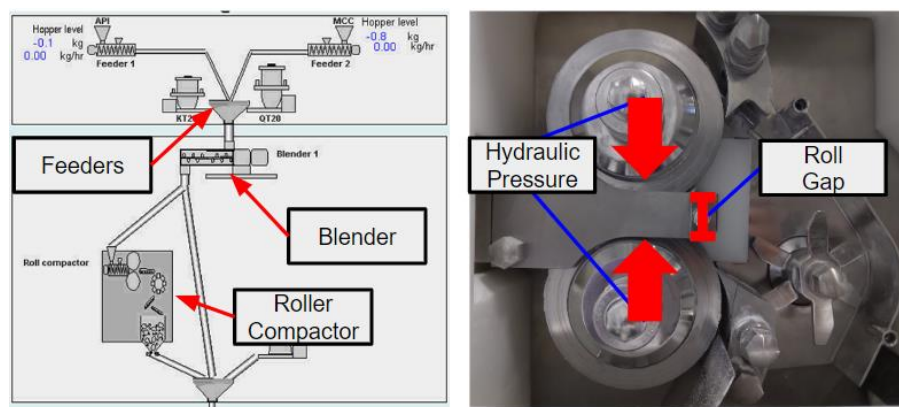 API
MCC
Hopper level
-0.1 kg
0.00 kg/hr
Hopper level
-0.8 kg
0.00 kg/hr
Feeder 1
Feeder 2
QT20
Feeders
Blender 1
Blender
Roll compactor
Roller
Compactor
Hydraulic
Pressure
Roll
Gap